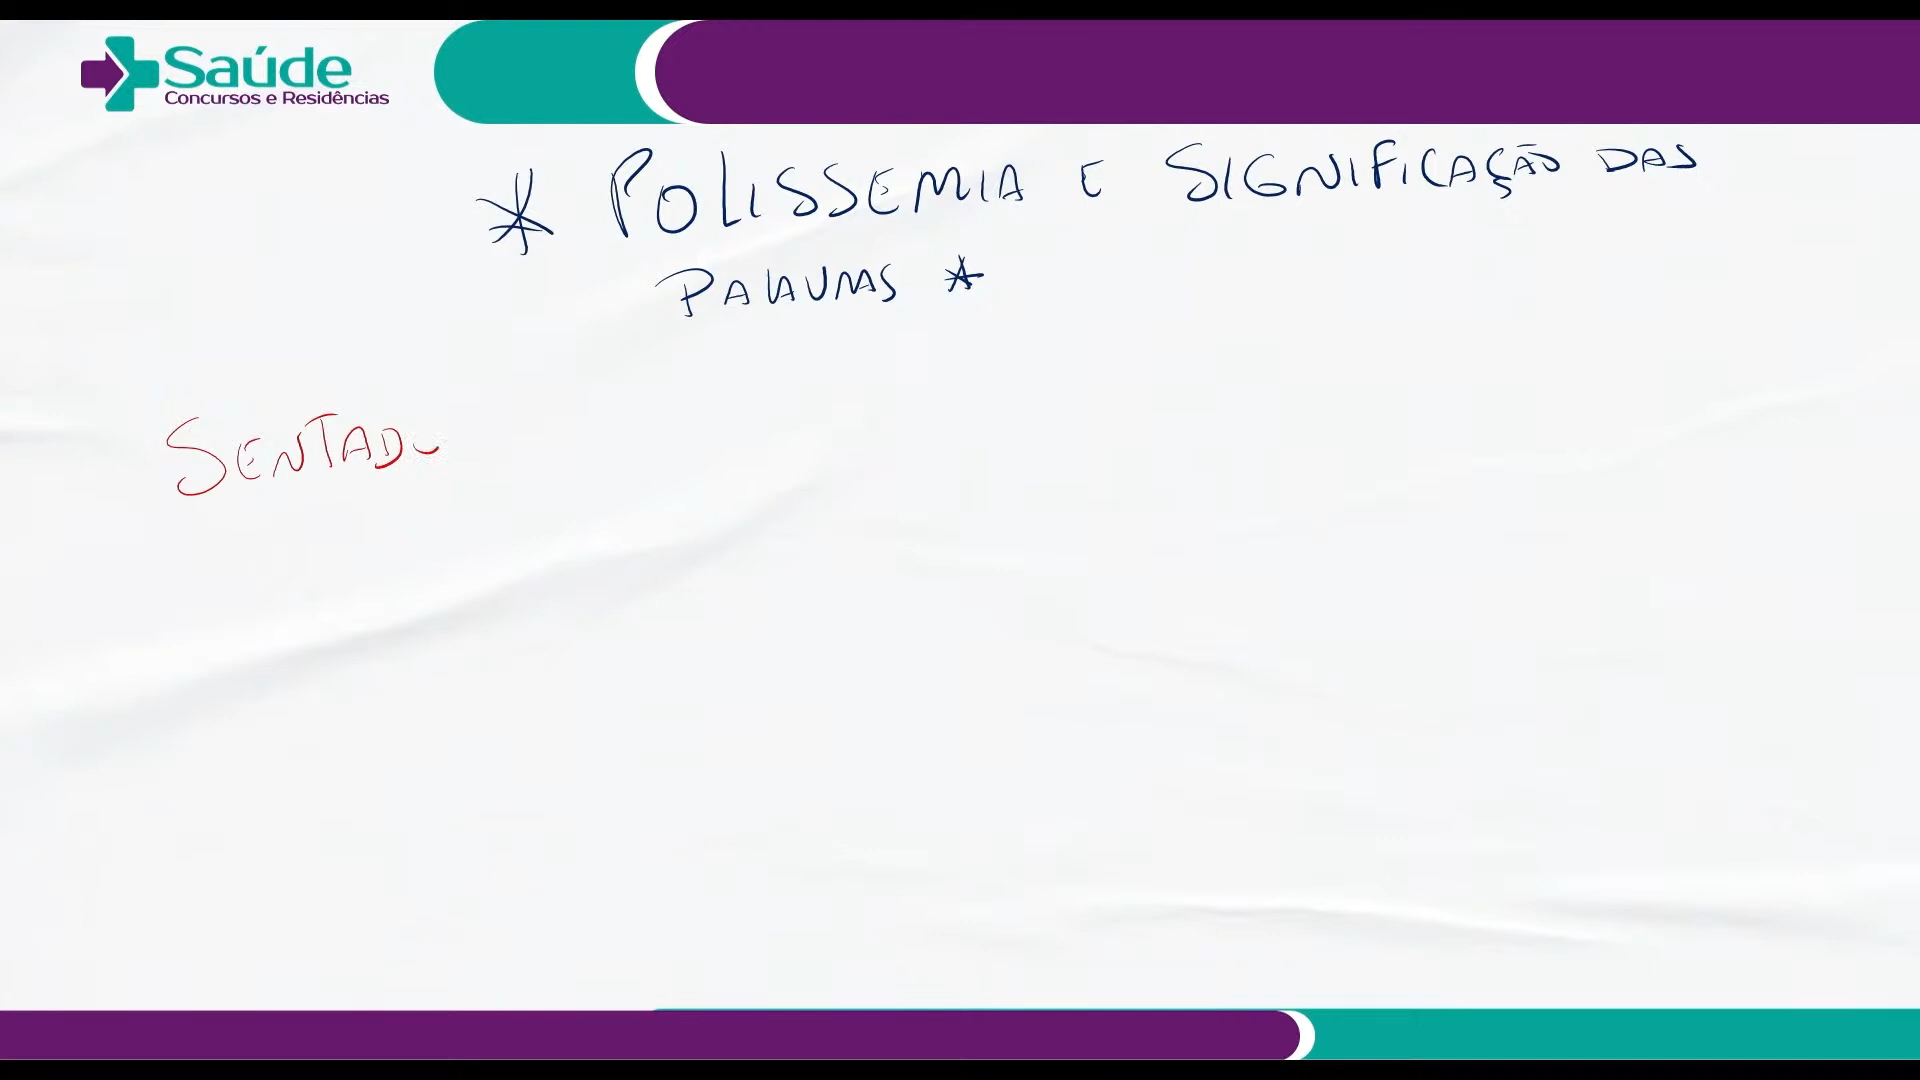 Saúde
Concursos e Residências
* POLISSEMIA E SIGNIFICAÇÃO DAS
PALAVRAS *
SENTADO